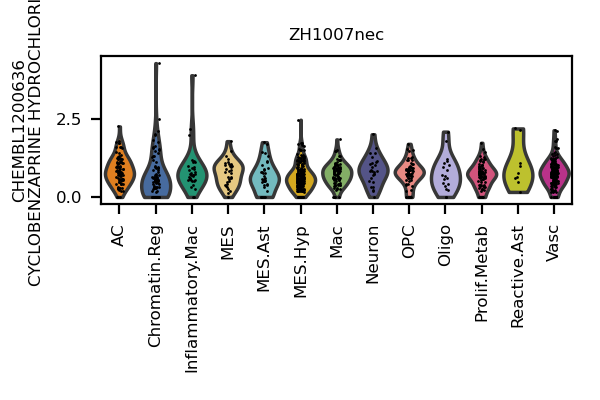 ZH1007nec
CHEMBL1200636
CYCLOBENZAPRINE HYDROCHLORI
2.5
0.0
AC
Chromatin.Reg
Inflammatory.Mac
MES
MES.Ast
MES.Hyp
Mac
Neuron
OPC
Oligo
Prolif.Metab
Reactive.Ast
Vasc